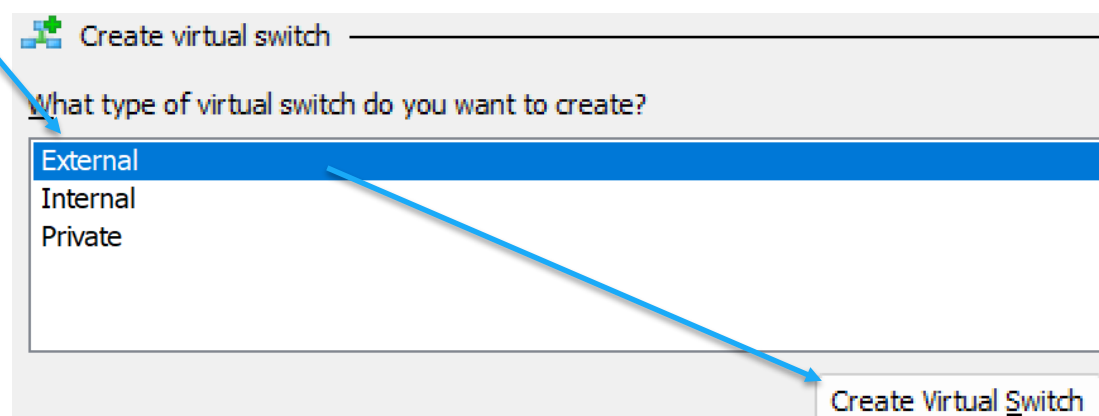 Create virtual switch
What type of virtual switch do you want to create?
External
Internal
Private
Create Virtual Switch